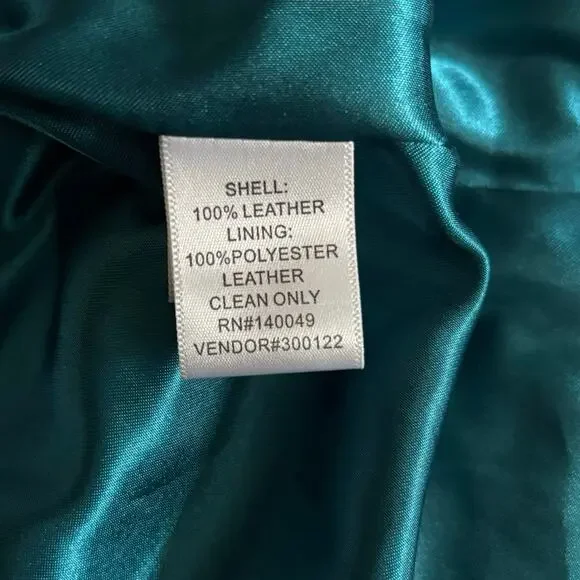 SHELL:
100% LEATHER
LINING:
100%POLYESTER
LEATHER
CLEAN ONLY
RN#140049
VENDOR#300122